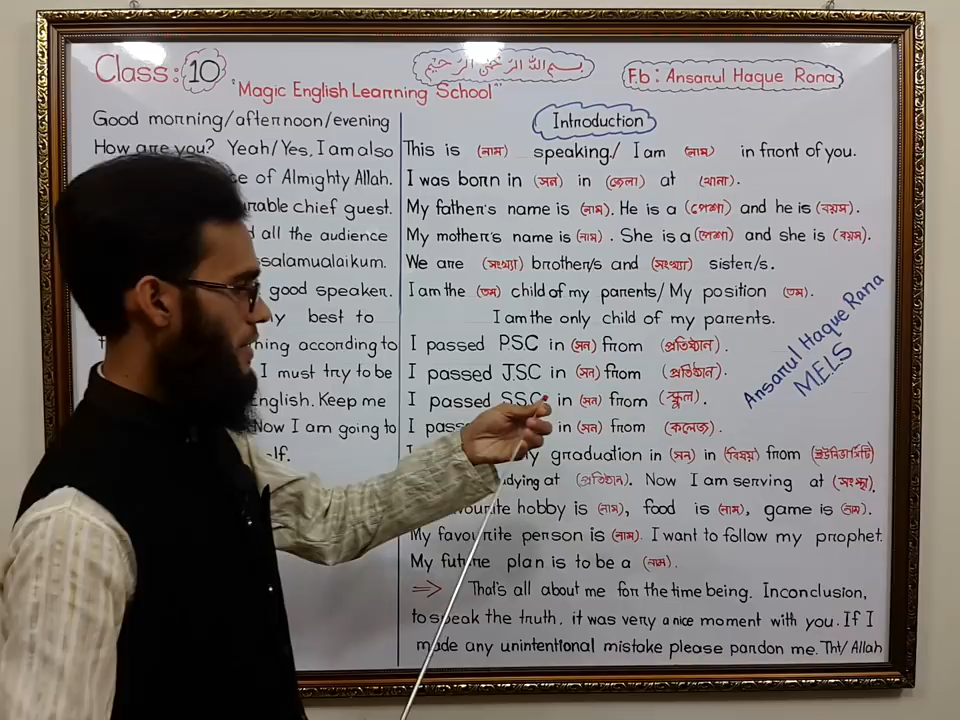 Class: 10
"Magic English Learning School"
بسم الله الرحمن الرحيم
Fb: Ansarul Haque Rana
Good morning/afternoon/evening
How are you? Yeah/Yes, I am also
ce of Almighty Allah.
rable chief guest.
d all the audience
salamualaikum.
good speaker.
y best to
hing according to
I must try to be
English. Keep me
Now I am going to
lf.
Introduction
This is (নাম) speaking./ I am (নাম) in front of you.
I was born in (সন) in (জেলা) at (থানা).
My father's name is (নাম). He is a (পেশা) and he is (বয়স).
My mother's name is (নাম). She is a (পেশা) and she is (বয়স).
We are (সংখ্যা) brother/s and (সংখ্যা) sister/s.
I am the (তম) child of my parents/ My position (তম).
I am the only child of my parents.
I passed PSC in (সন) from (প্রতিষ্ঠান).
I passed J.S.C in (সন) from (প্রতিষ্ঠান).
I passed SSC in (সন) from (স্কুল).
I pass in (সন) from (কলেজ).
y graduation in (সন) in (বিষয়) from (ইউনিভার্সিটি)
dying at (প্রতিষ্ঠান). Now I am serving at (সংস্থা).
vourite hobby is (নাম), food is (নাম), game is (নাম).
My favourite person is (নাম). I want to follow my prophet.
My future plan is to be a (নাম).
⇒ That's all about me for the time being. Inconclusion,
to speak the truth, it was very a nice moment with you. If I
made any unintentional mistake please pardon me. Tht/ Allah
Ansarul Haque Rana
MELS